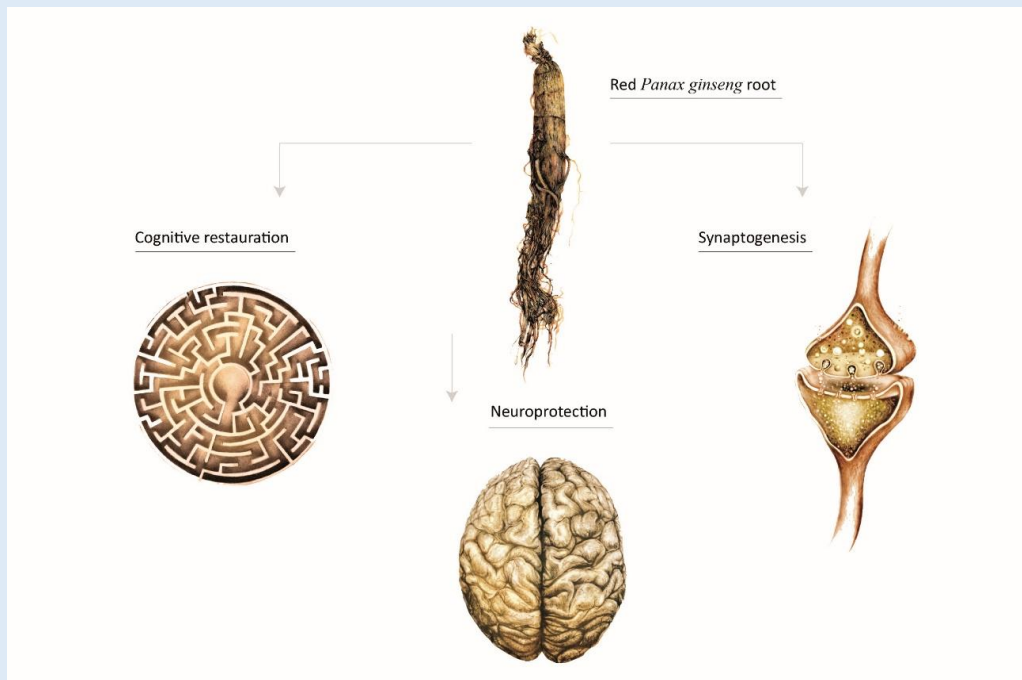 Red Panax ginseng root
Cognitive restauration
Synaptogenesis
Neuroprotection